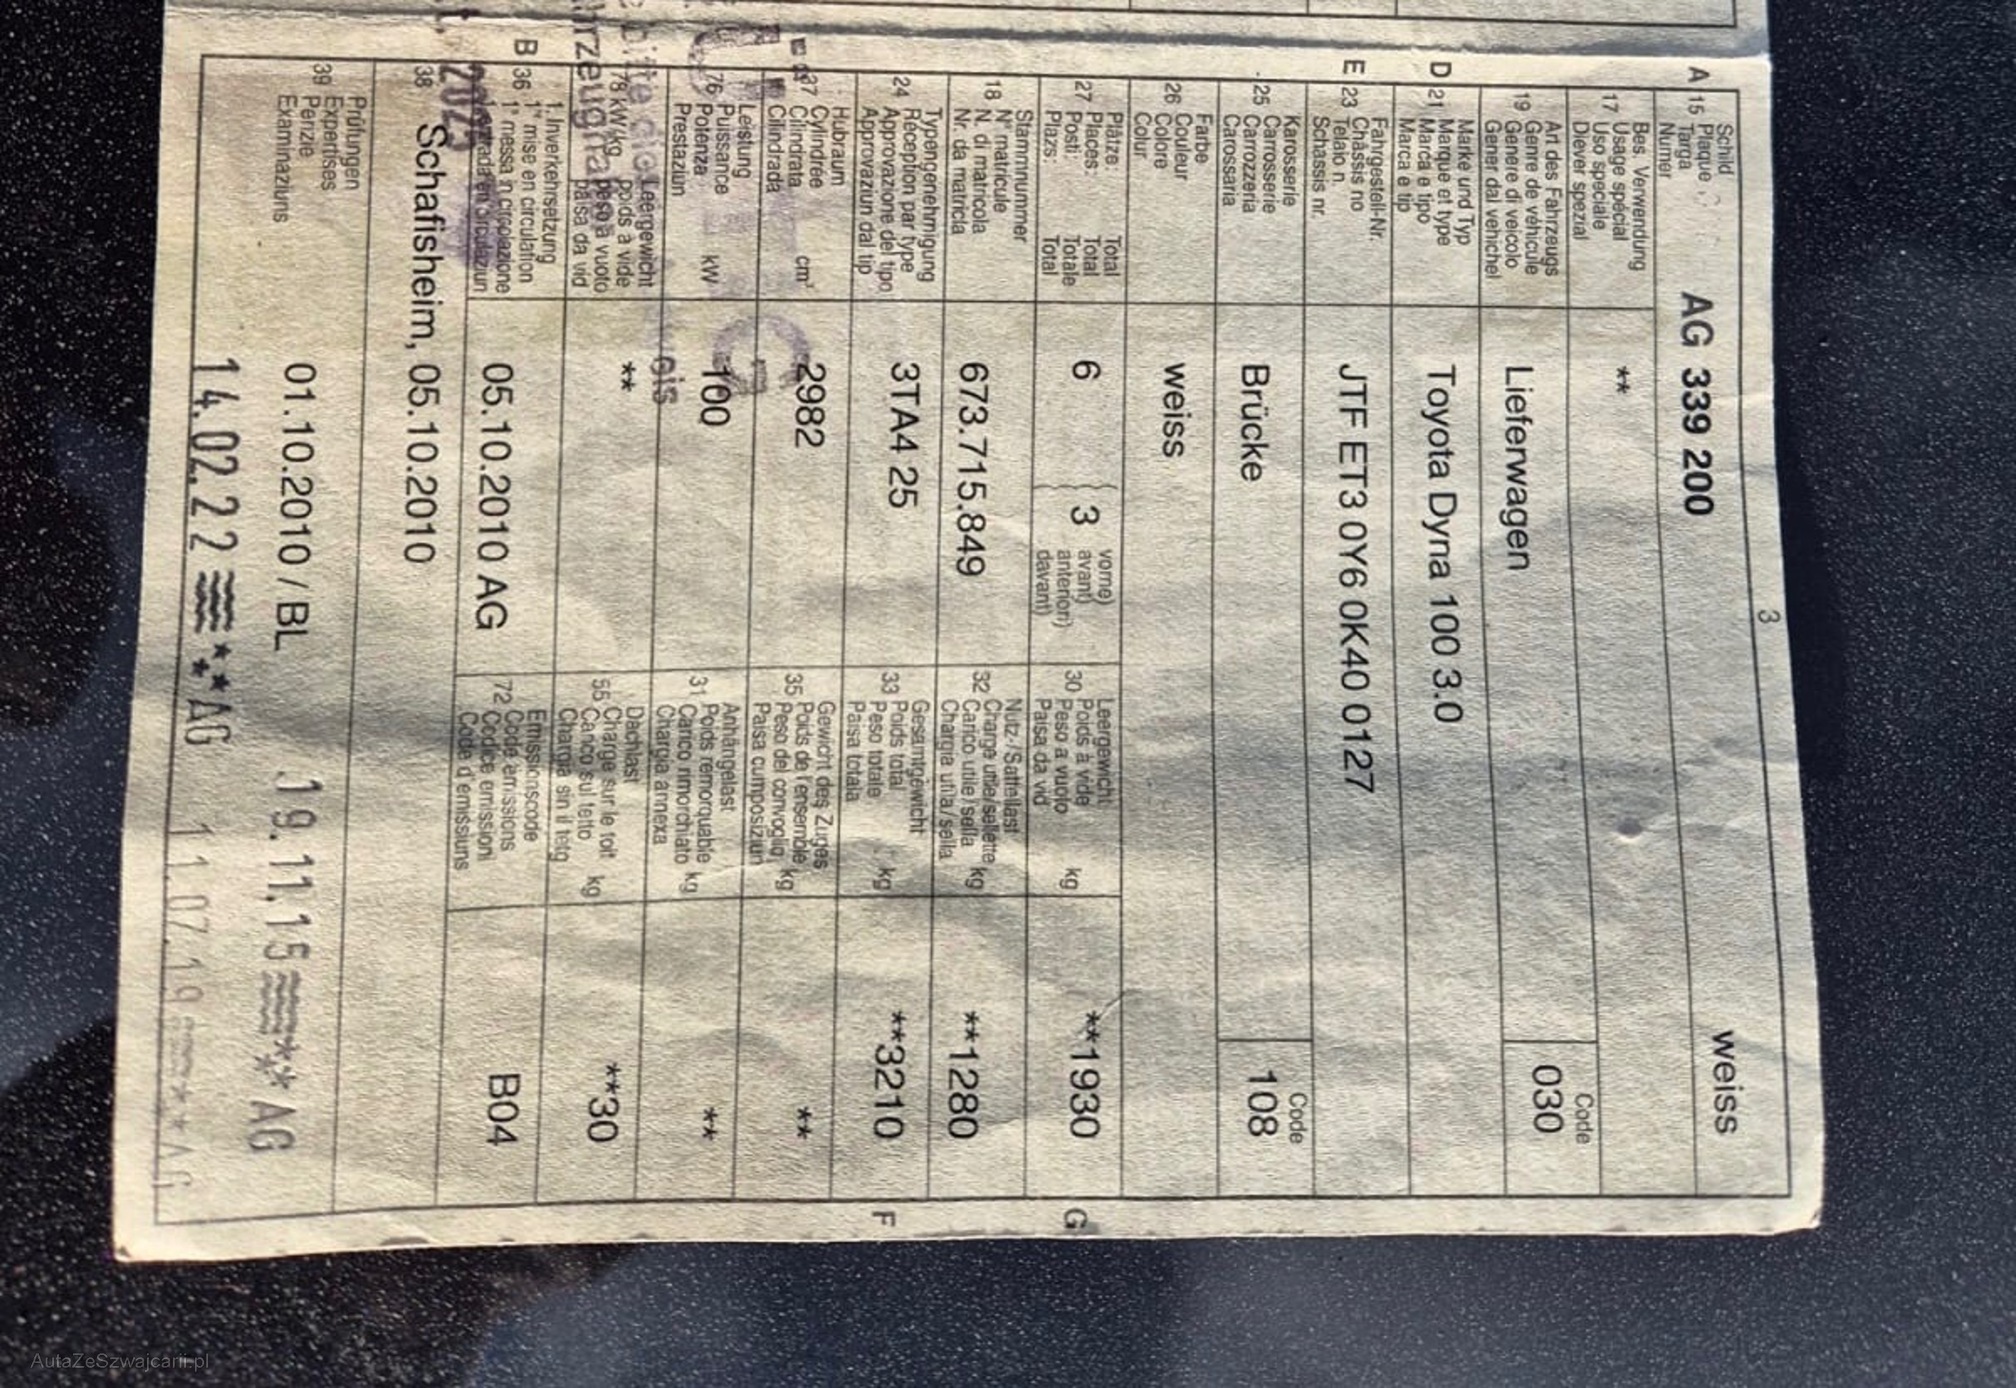 3
Schild
A 15 Plaque
Targa
Numer
AG 339 200
weiss
Bes. Verwendung
17 Usage spécial
Uso speciale
Diever spezial
**
Art des Fahrzeugs
19 Genre de véhicule
Genere di veicolo
Gener dal vehichel
Lieferwagen
Code
030
Marke und Typ
D 21 Marque et type
Marca e tipo
Marca e tip
Toyota Dyna 100 3.0
Fahrgestell-Nr.
E 23 Châssis no
Telaio n.
Schassis nr.
JTF ET3 0Y6 0K40 0127
Karosserie
25 Carrosserie
Carrozzeria
Carossaria
Brücke
Code
108
Farbe
26 Couleur
Colore
Colur
weiss
Plätze: Total
27 Places: Total
Posti: Totale
Plazs: Total
6
( 3
vorne)
avant)
anteriori)
davant)
Leergewicht
30 Poids à vide
Peso a vuoto
Paisa da vid
kg
**1930
G
Stammnummer
18 N° matricule
N. di matricola
Nr. da matricla
673.715.849
Nutz-/Sattellast
32 Charge utile/sellette
Carico utile/sella
Chargia utila/sella
kg
**1280
Typengenehmigung
24 Réception par type
Approvazione del tipo
Approvaziun dal tip
3TA4 25
Gesamtgewicht
33 Poids total
Peso totale
Paisa totala
kg
**3210
F
Hubraum
37 Cylindrée
Cilindrata
Cilindrada
cm³
2982
Gewicht des Zuges
35 Poids de l'ensemble
Peso del convoglio
Paisa cumposiziun
kg
**
Leistung
76 Puissance
Potenza
Prestaziun
kW
100
Anhängelast
31 Poids remorquable
Carico rimorchiato
Chargia annexa
kg
**
Leergewicht
78 kW/kg poids à vide
peso a vuoto
paisa da vid
**
Dachlast
55 Charge sur le toit
Carico sul tetto
Chargia sin il tetg
kg
**30
1. Inverkehrsetzung
B 36 1re mise en circulation
1a messa in circolazione
05.10.2010 AG
Emissionscode
72 Code émissions
Codice emissioni
Code d'emissiuns
B04
38
Schafisheim, 05.10.2010
Prüfungen
39 Expertises
Perizie
Examinaziuns
01.10.2010 / BL
19.11.15 **AG
14.02.22 **AG
11.07.19 **AG
2025
AutaZeSzwajcarii.pl